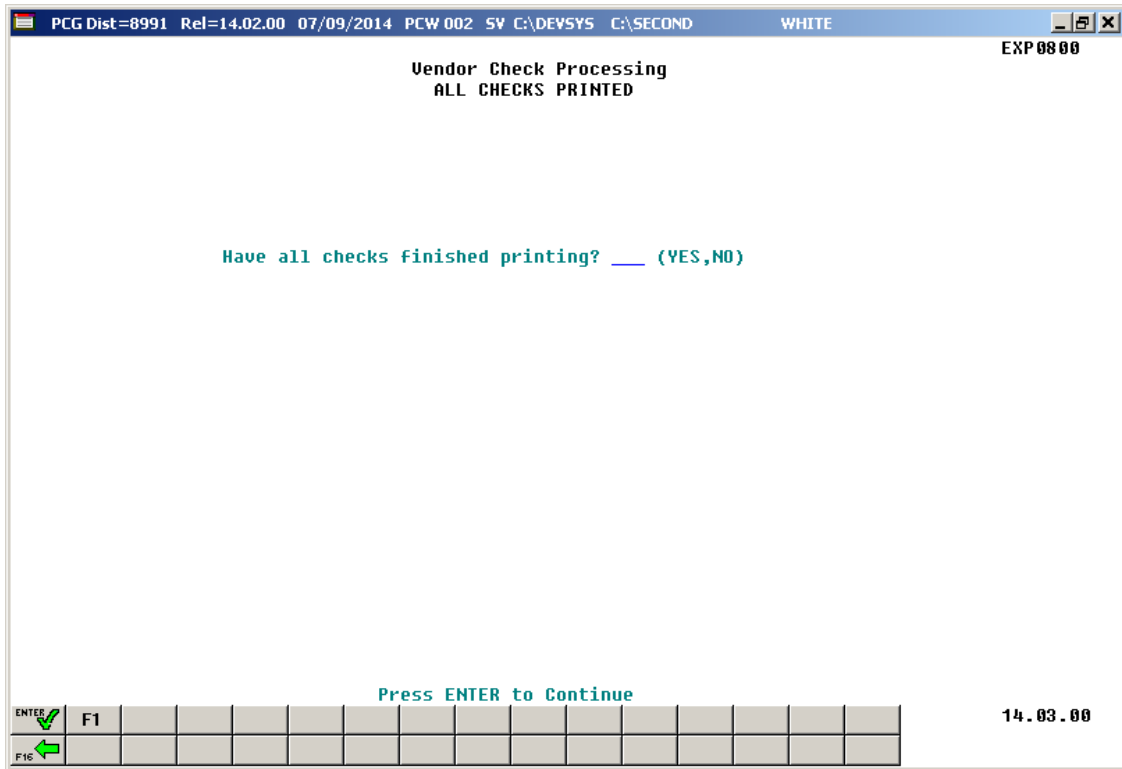 PCG Dist=8991 Rel=14.02.00 07/09/2014 PCW 002 SV C:\DEVSYS C:\SECOND WHITE
EXP0800
Vendor Check Processing
ALL CHECKS PRINTED
Have all checks finished printing? ___ (YES,NO)
Press ENTER to Continue
ENTER F1
14.03.00
F16